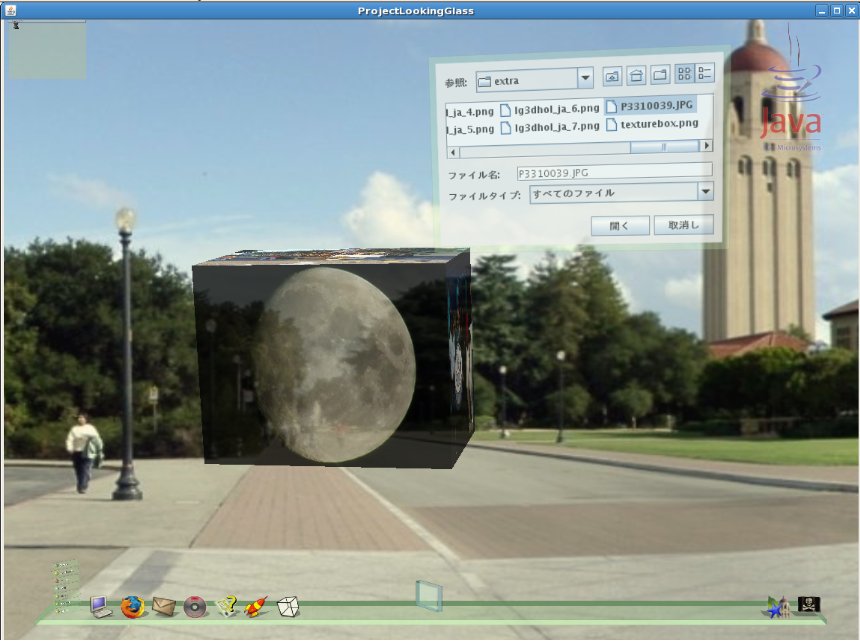 ProjectLookingGlass
参照:
extra
l_ja_4.png
lg3dhol_ja_6.png
P3310039.JPG
l_ja_5.png
lg3dhol_ja_7.png
texturebox.png
ファイル名:
P3310039.JPG
ファイルタイプ:
すべてのファイル
開く
取消し
Java
Microsystems